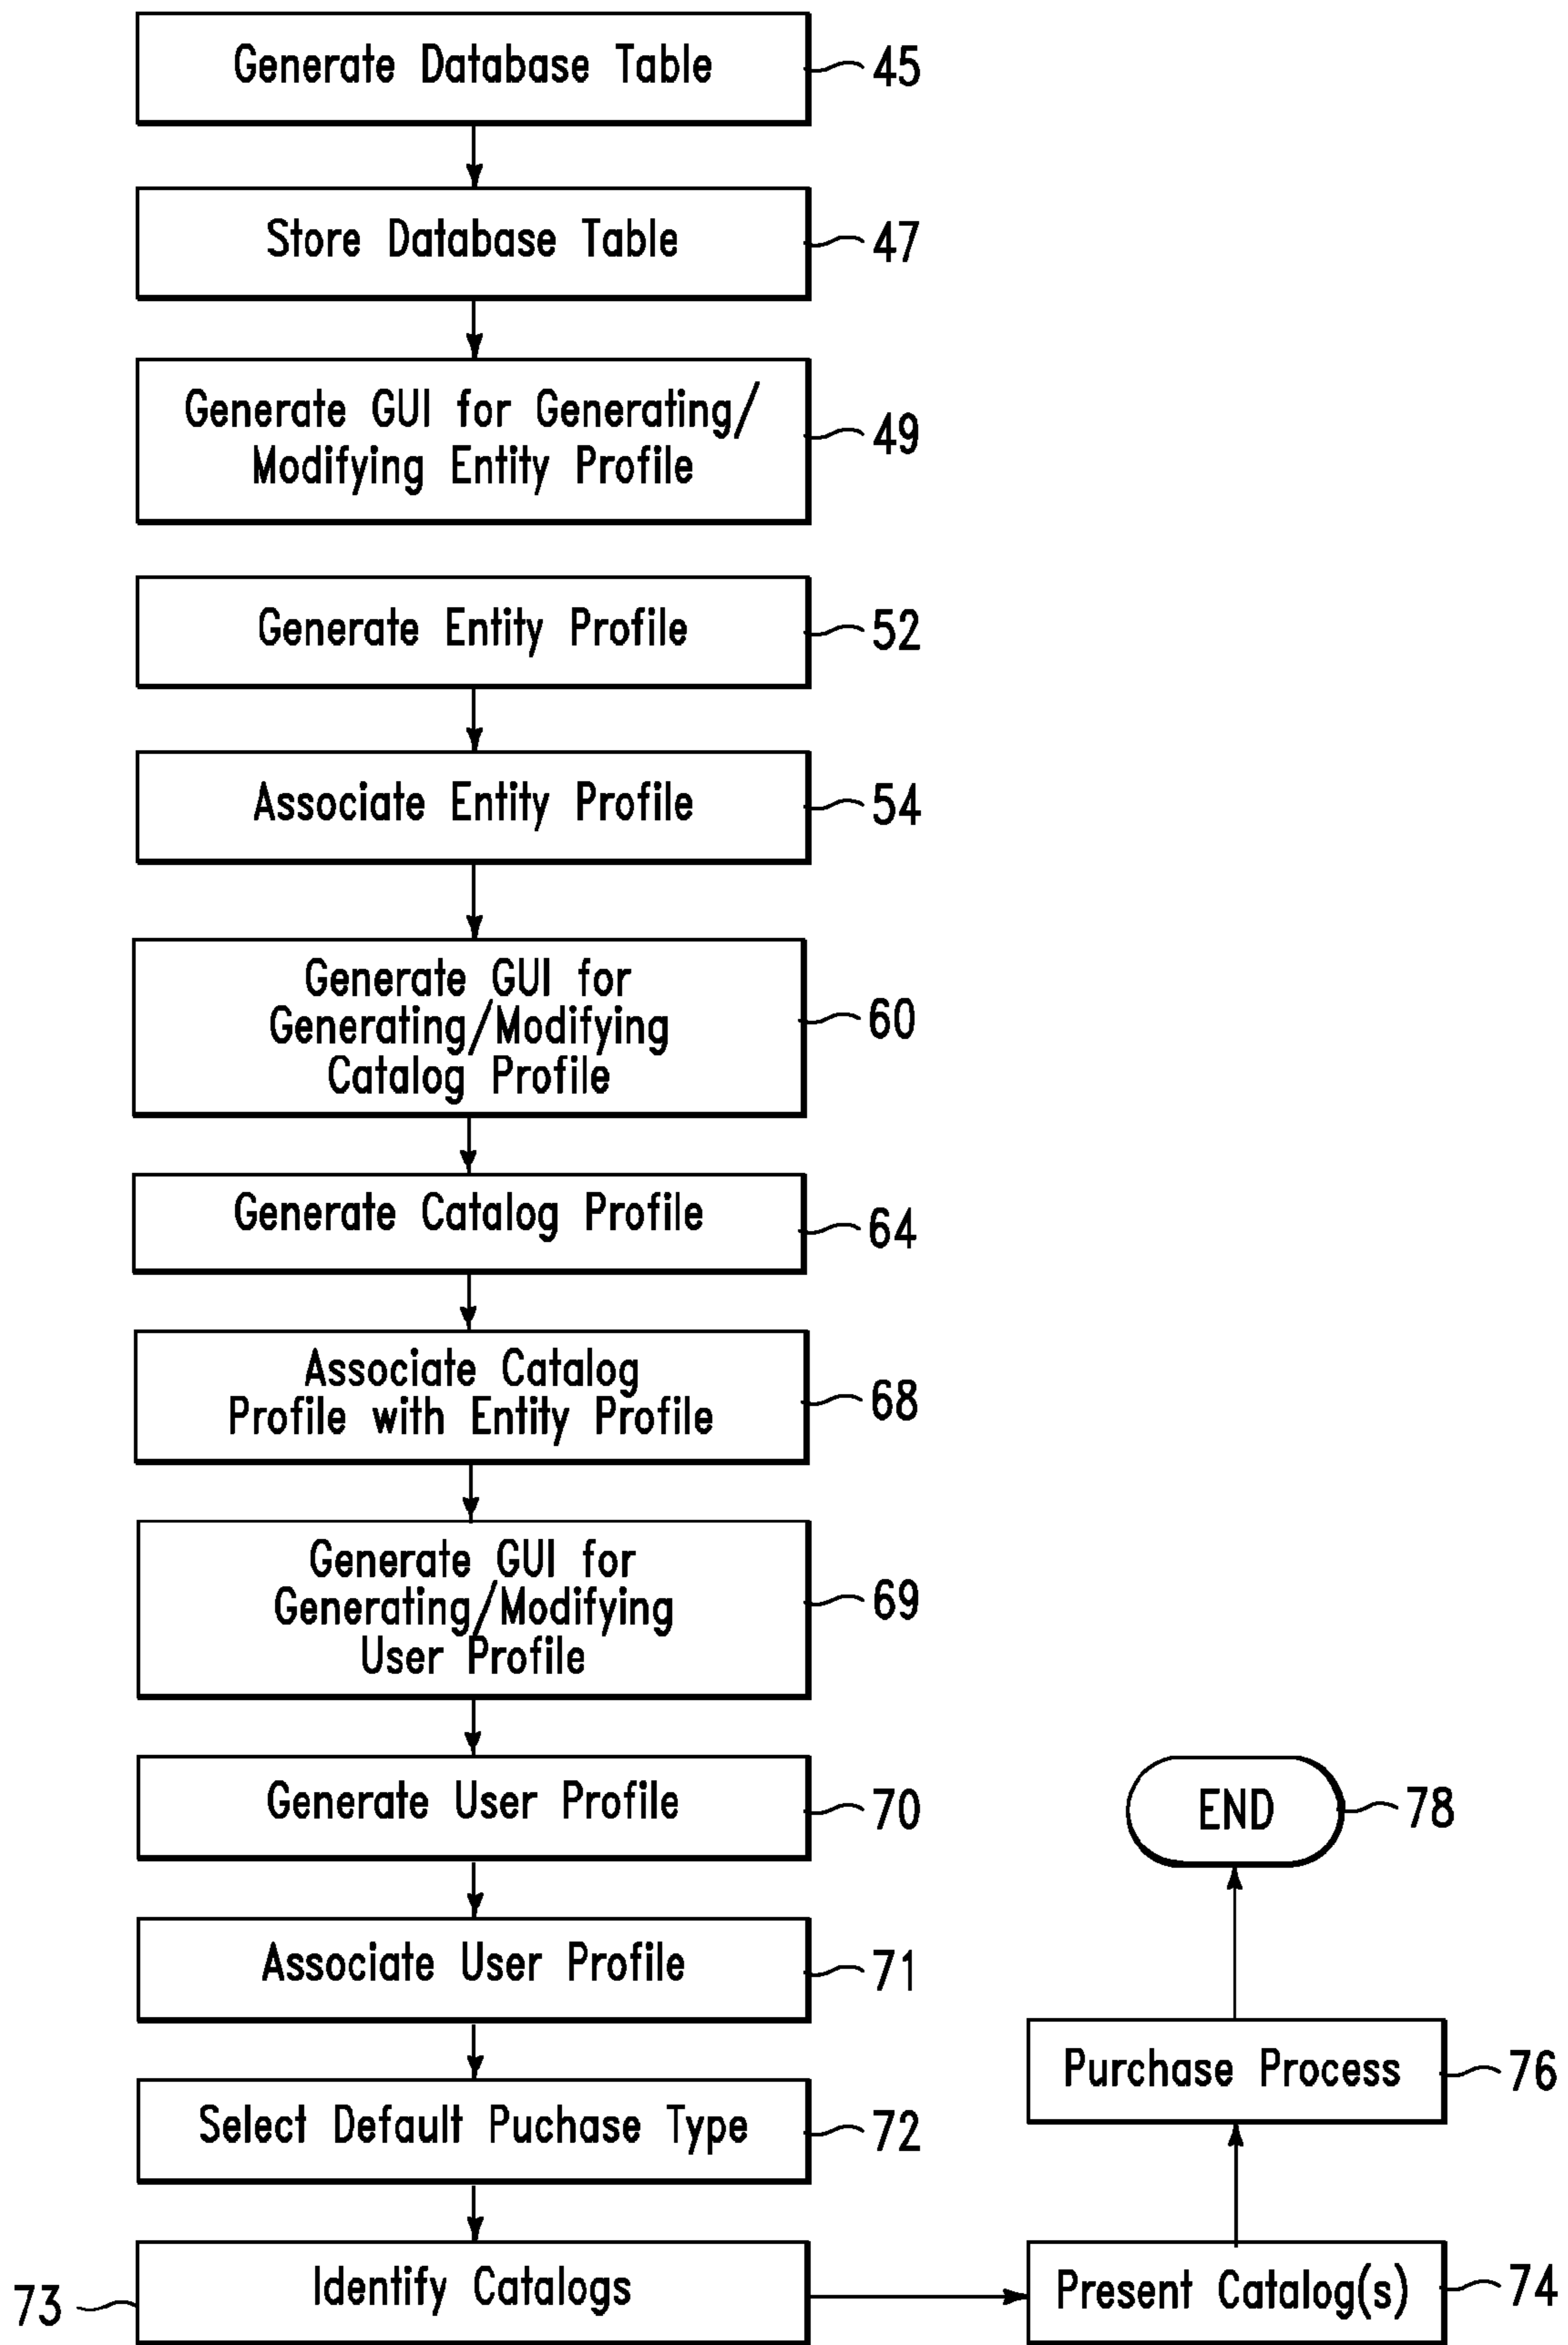 Generate Database Table
45
Store Database Table
47
Generate GUI for Generating/
Modifying Entity Profile
49
Generate Entity Profile
52
Associate Entity Profile
54
Generate GUI for
Generating/Modifying
Catalog Profile
60
Generate Catalog Profile
64
Associate Catalog
Profile with Entity Profile
68
Generate GUI for
Generating/Modifying
User Profile
69
Generate User Profile
70
Associate User Profile
71
Select Default Puchase Type
72
Identify Catalogs
73
Present Catalog(s)
74
Purchase Process
76
END
78